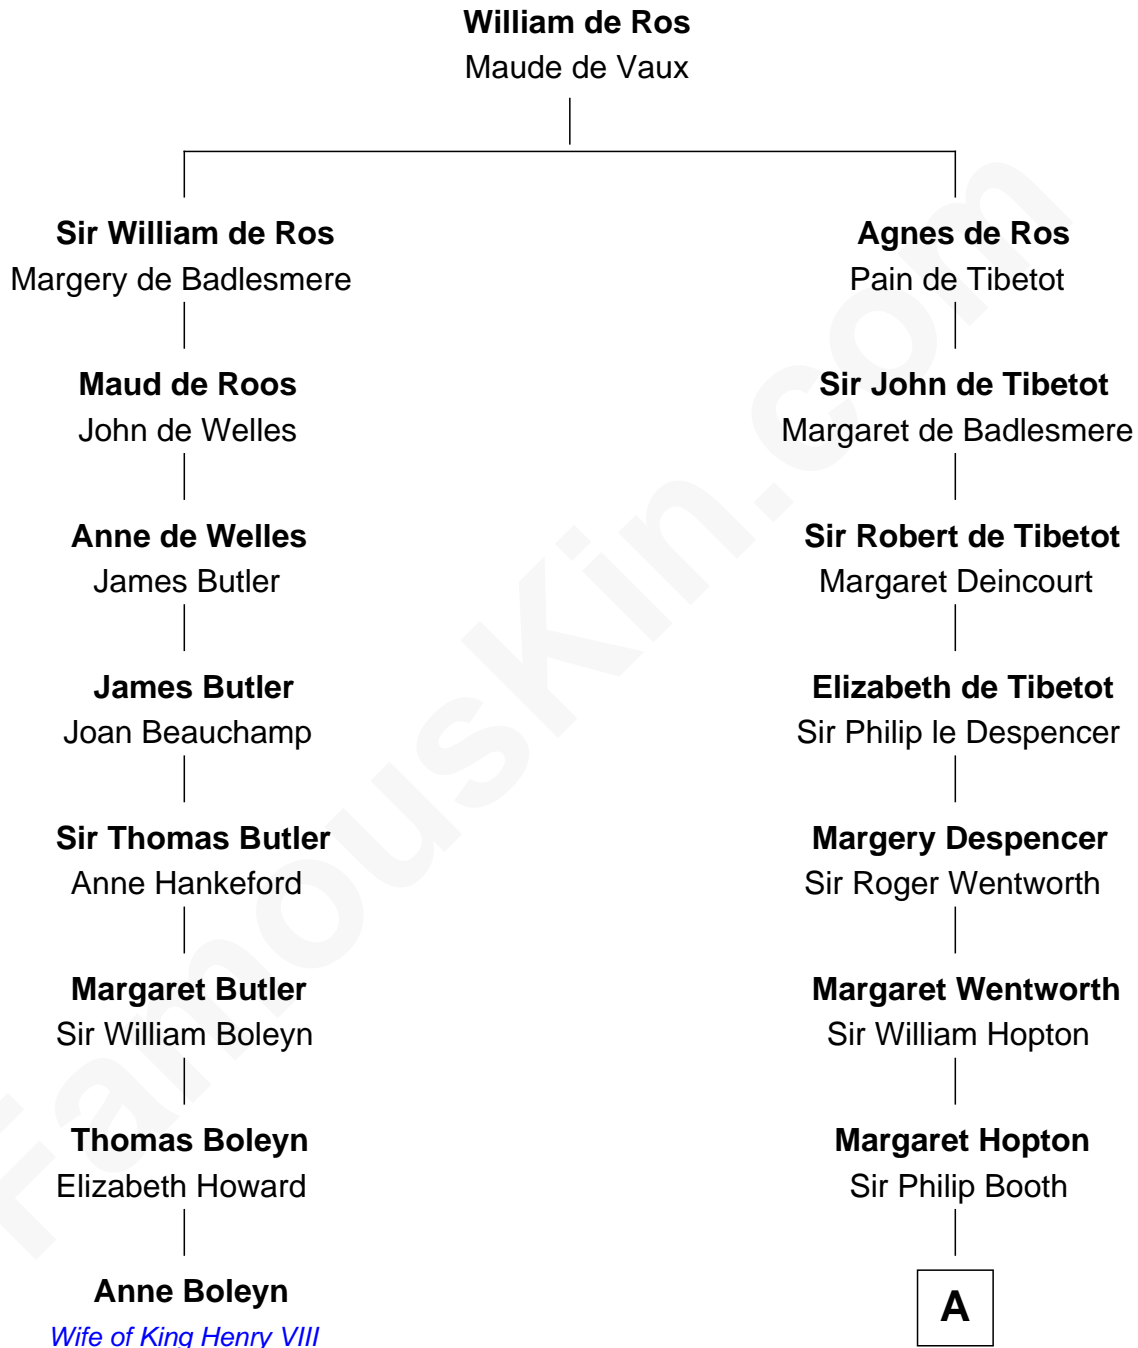 William de Ros
Maude de Vaux
Sir William de Ros
Margery de Badlesmere
Agnes de Ros
Pain de Tibetot
Maud de Roos
John de Welles
Sir John de Tibetot
Margaret de Badlesmere
Anne de Welles
James Butler
Sir Robert de Tibetot
Margaret Deincourt
James Butler
Joan Beauchamp
Elizabeth de Tibetot
Sir Philip le Despencer
Sir Thomas Butler
Anne Hankeford
Margery Despencer
Sir Roger Wentworth
Margaret Butler
Sir William Boleyn
Margaret Wentworth
Sir William Hopton
Thomas Boleyn
Elizabeth Howard
Margaret Hopton
Sir Philip Booth
Anne Boleyn
Wife of King Henry VIII
A
FamousKin.com